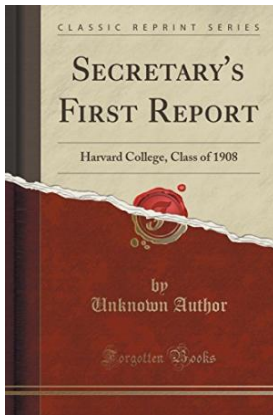 CLASSIC REPRINT SERIES
SECRETARY'S
FIRST REPORT
Harvard College, Class of 1908
by
Unknown Author
Forgotten Books